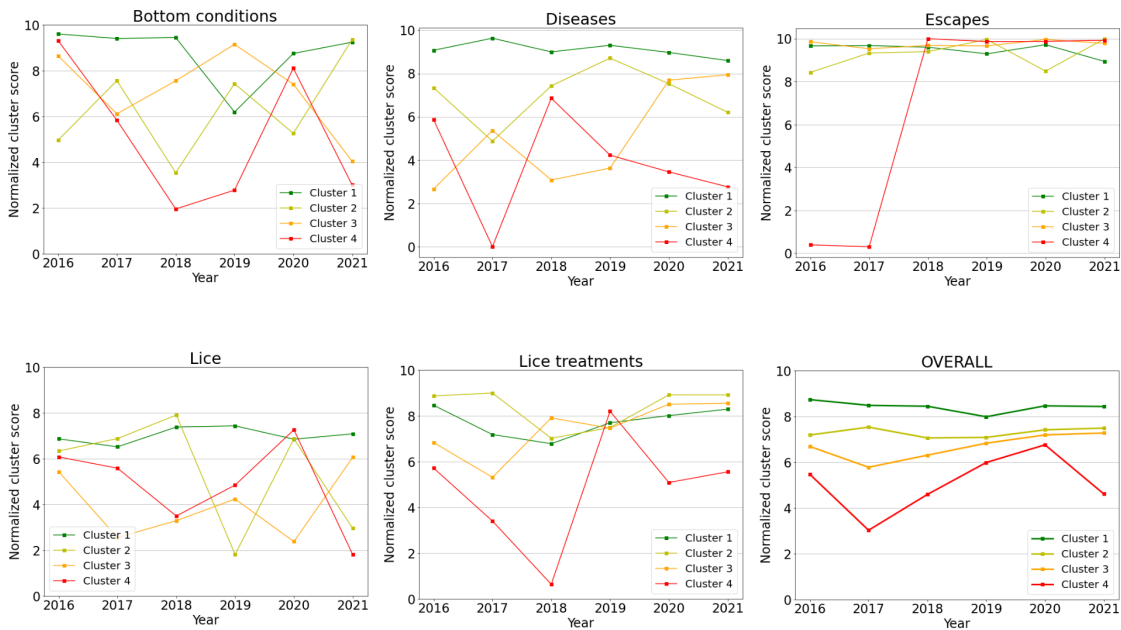 Bottom conditions
Normalized cluster score
10
8
6
4
2
0
Cluster 1
Cluster 2
Cluster 3
Cluster 4
2016 2017 2018 2019 2020 2021
Year
Diseases
Normalized cluster score
10
8
6
4
2
0
Cluster 1
Cluster 2
Cluster 3
Cluster 4
2016 2017 2018 2019 2020 2021
Year
Escapes
Normalized cluster score
10
8
6
4
2
0
Cluster 1
Cluster 2
Cluster 3
Cluster 4
2016 2017 2018 2019 2020 2021
Year
Lice
Normalized cluster score
10
8
6
4
2
0
Cluster 1
Cluster 2
Cluster 3
Cluster 4
2016 2017 2018 2019 2020 2021
Year
Lice treatments
Normalized cluster score
10
8
6
4
2
0
Cluster 1
Cluster 2
Cluster 3
Cluster 4
2016 2017 2018 2019 2020 2021
Year
OVERALL
Normalized cluster score
10
8
6
4
2
0
Cluster 1
Cluster 2
Cluster 3
Cluster 4
2016 2017 2018 2019 2020 2021
Year